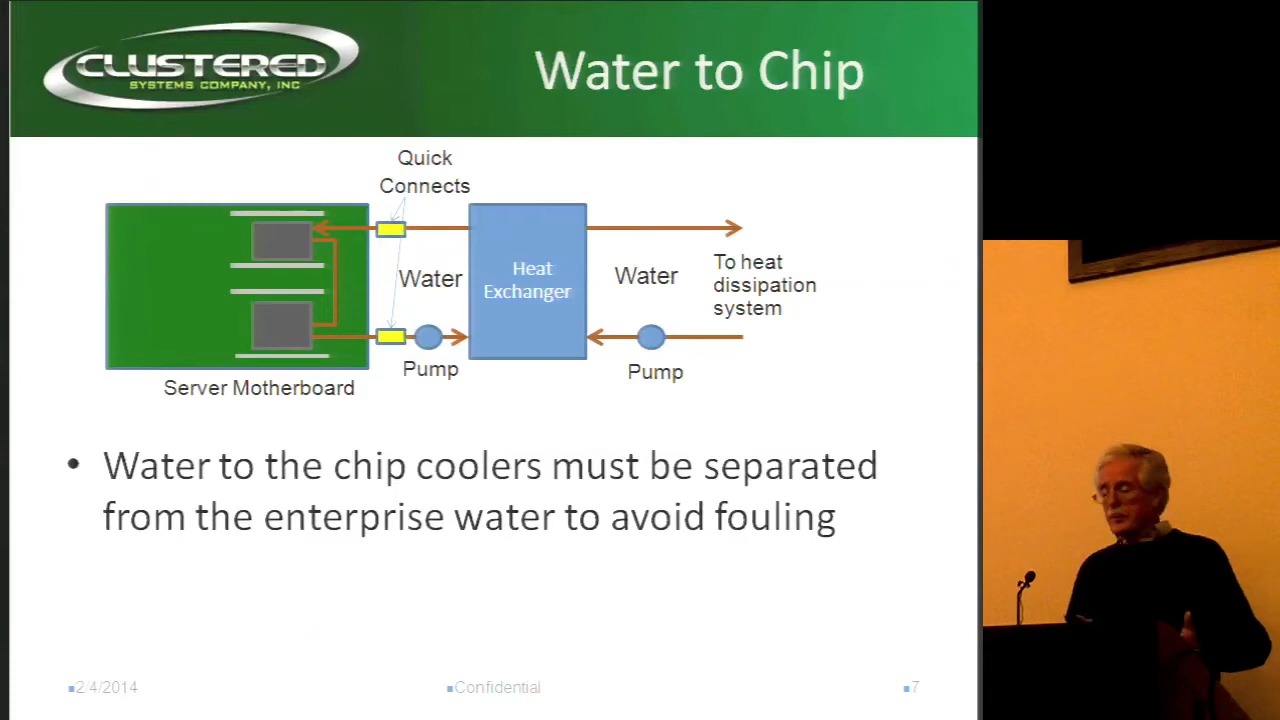 CLUSTERED
SYSTEMS COMPANY, INC
Water to Chip
Quick
Connects
Water
Heat
Exchanger
Water
To heat
dissipation
system
Pump
Pump
Server Motherboard
• Water to the chip coolers must be separated
from the enterprise water to avoid fouling
2/4/2014
Confidential
7